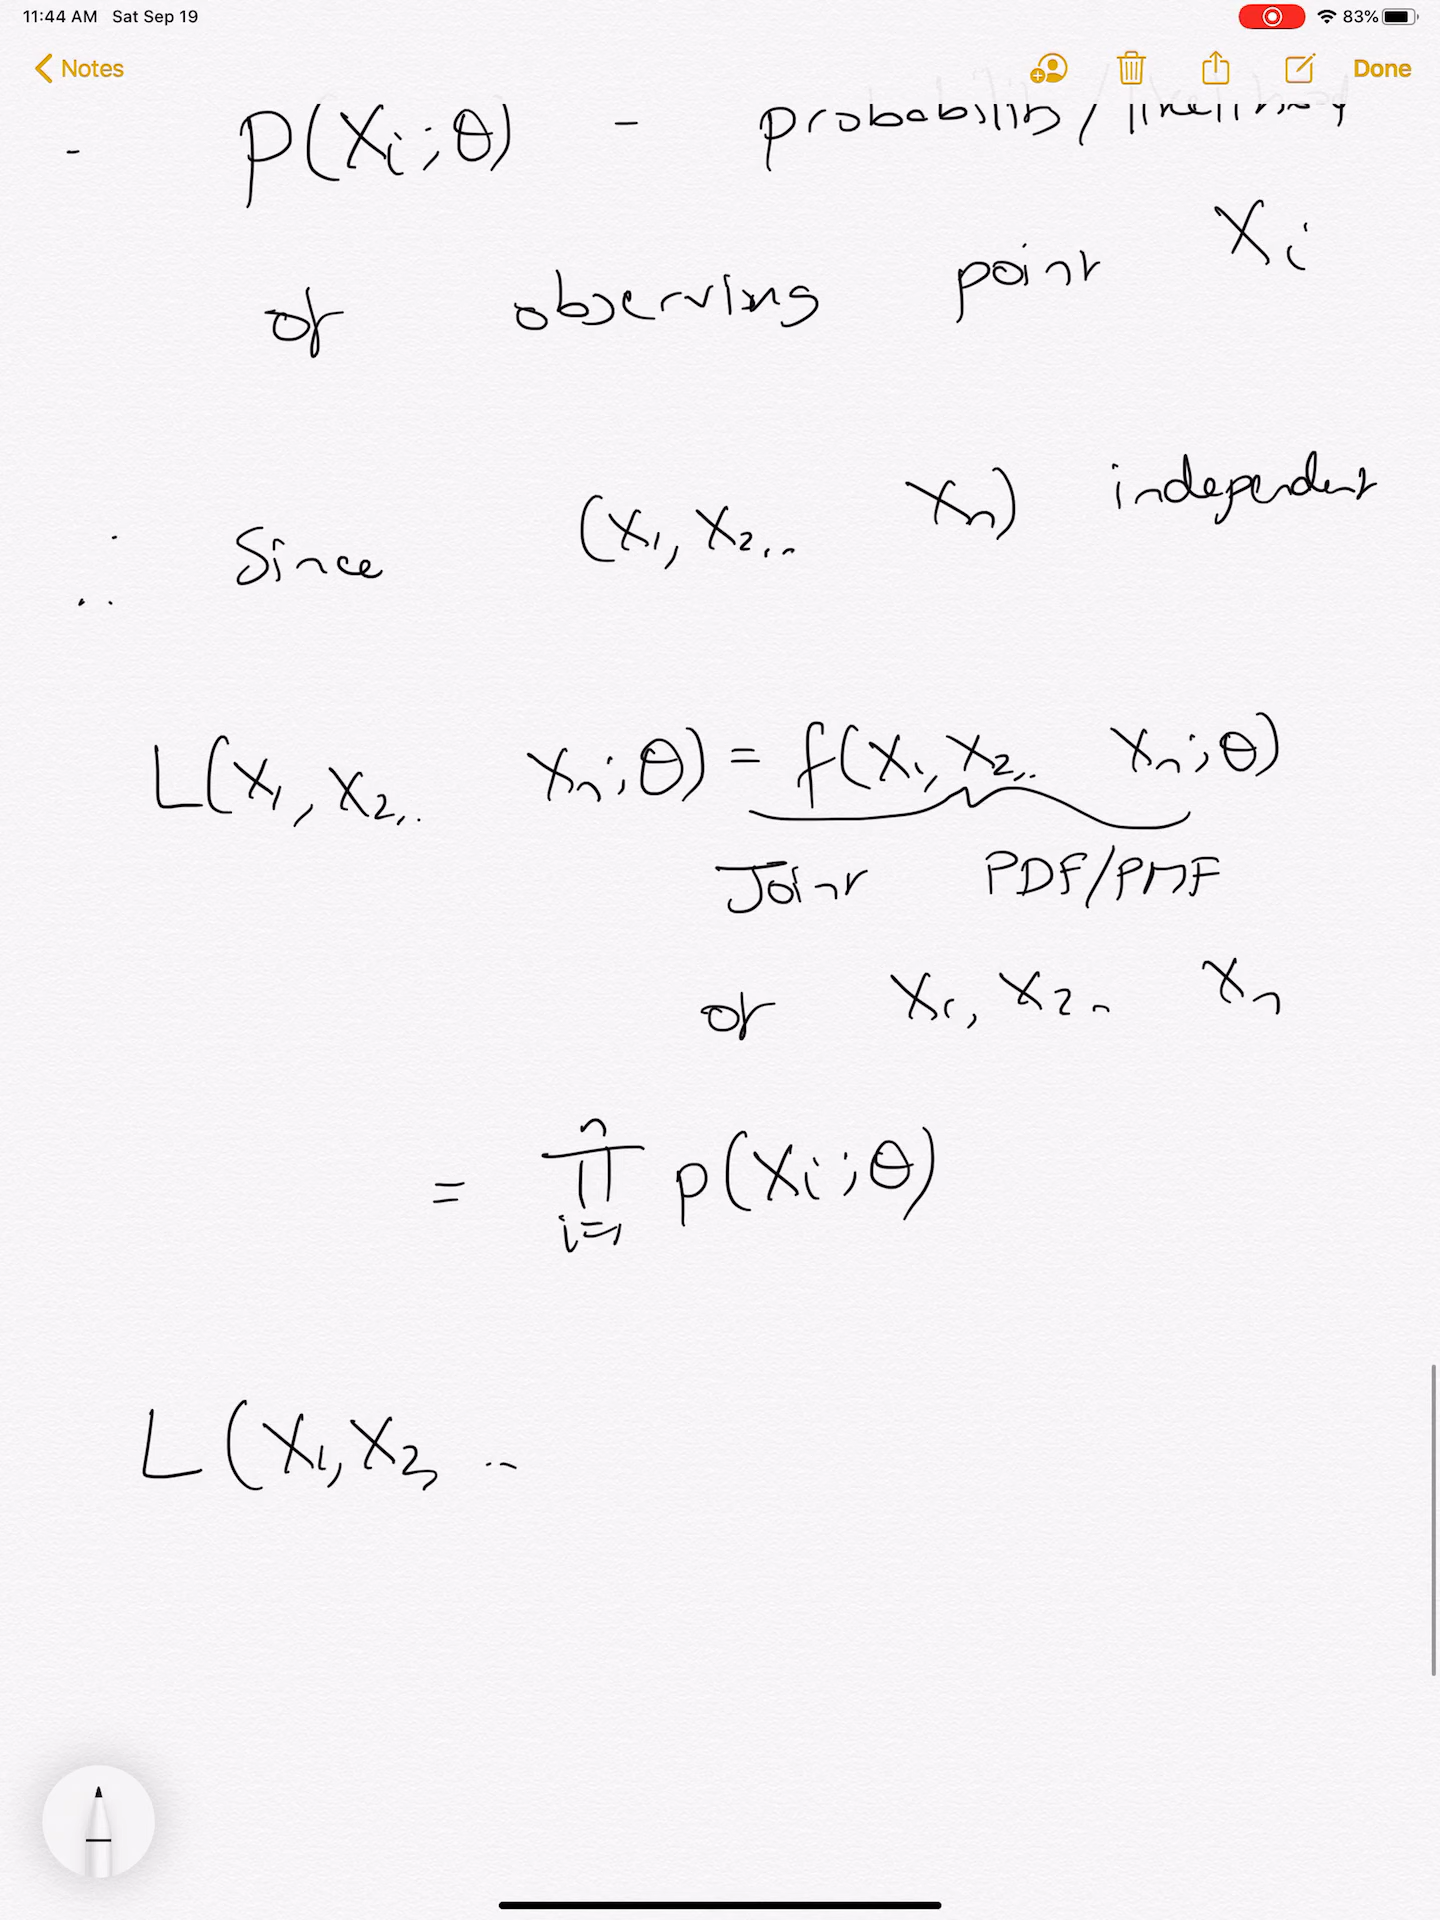 11:44 AM Sat Sep 19 83%
Notes Done
- P(Xi;θ) - probability/likelihood
of observing point Xi
∴ Since (X1, X2.. Xn) independent
L(X1, X2.. Xn;θ) = f(X1, X2.. Xn;θ)
Joint PDF/PMF
of X1, X2.. Xn
= n∏i=1 p(Xi;θ)
L(X1, X2, ..